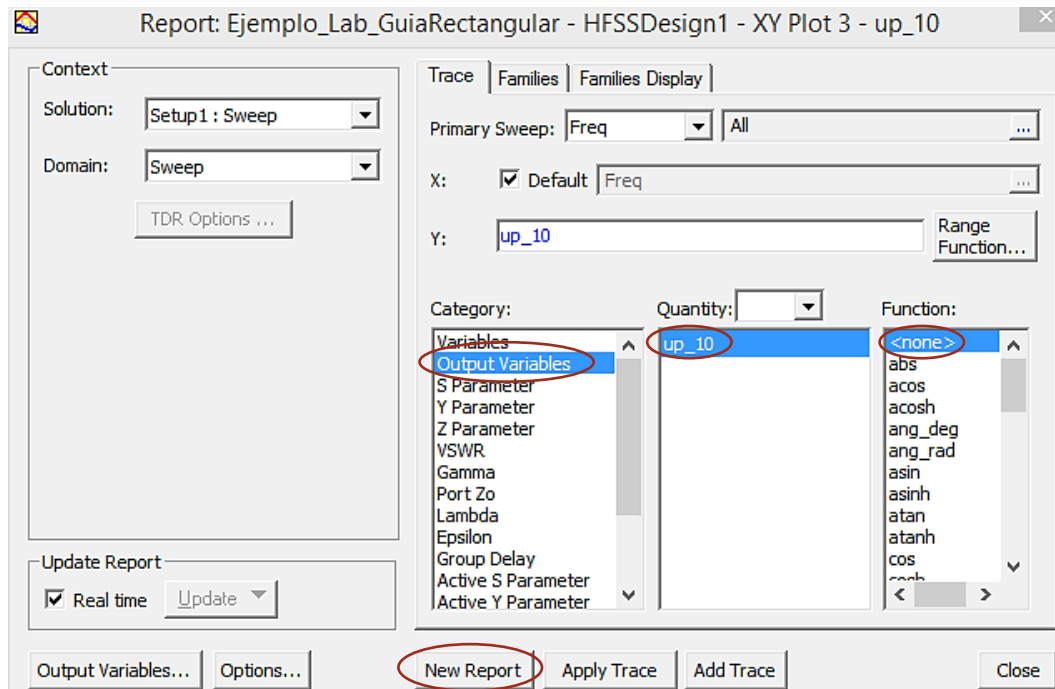 Report: Ejemplo_Lab_GuiaRectangular - HFSSDesign1 - XY Plot 3 - up_10
Context
Solution:
Setup1 : Sweep
Domain:
Sweep
TDR Options ...
Update Report
Real time
Update
Output Variables...
Options...
Trace
Families
Families Display
Primary Sweep:
Freq
All
...
X:
Default
Freq
...
Y:
up_10
Range
Function...
Category:
Variables
Output Variables
S Parameter
Y Parameter
Z Parameter
VSWR
Gamma
Port Zo
Lambda
Epsilon
Group Delay
Active S Parameter
Active Y Parameter
Quantity:
up_10
Function:
<none>
abs
acos
acosh
ang_deg
ang_rad
asin
asinh
atan
atanh
cos
cosh
New Report
Apply Trace
Add Trace
Close